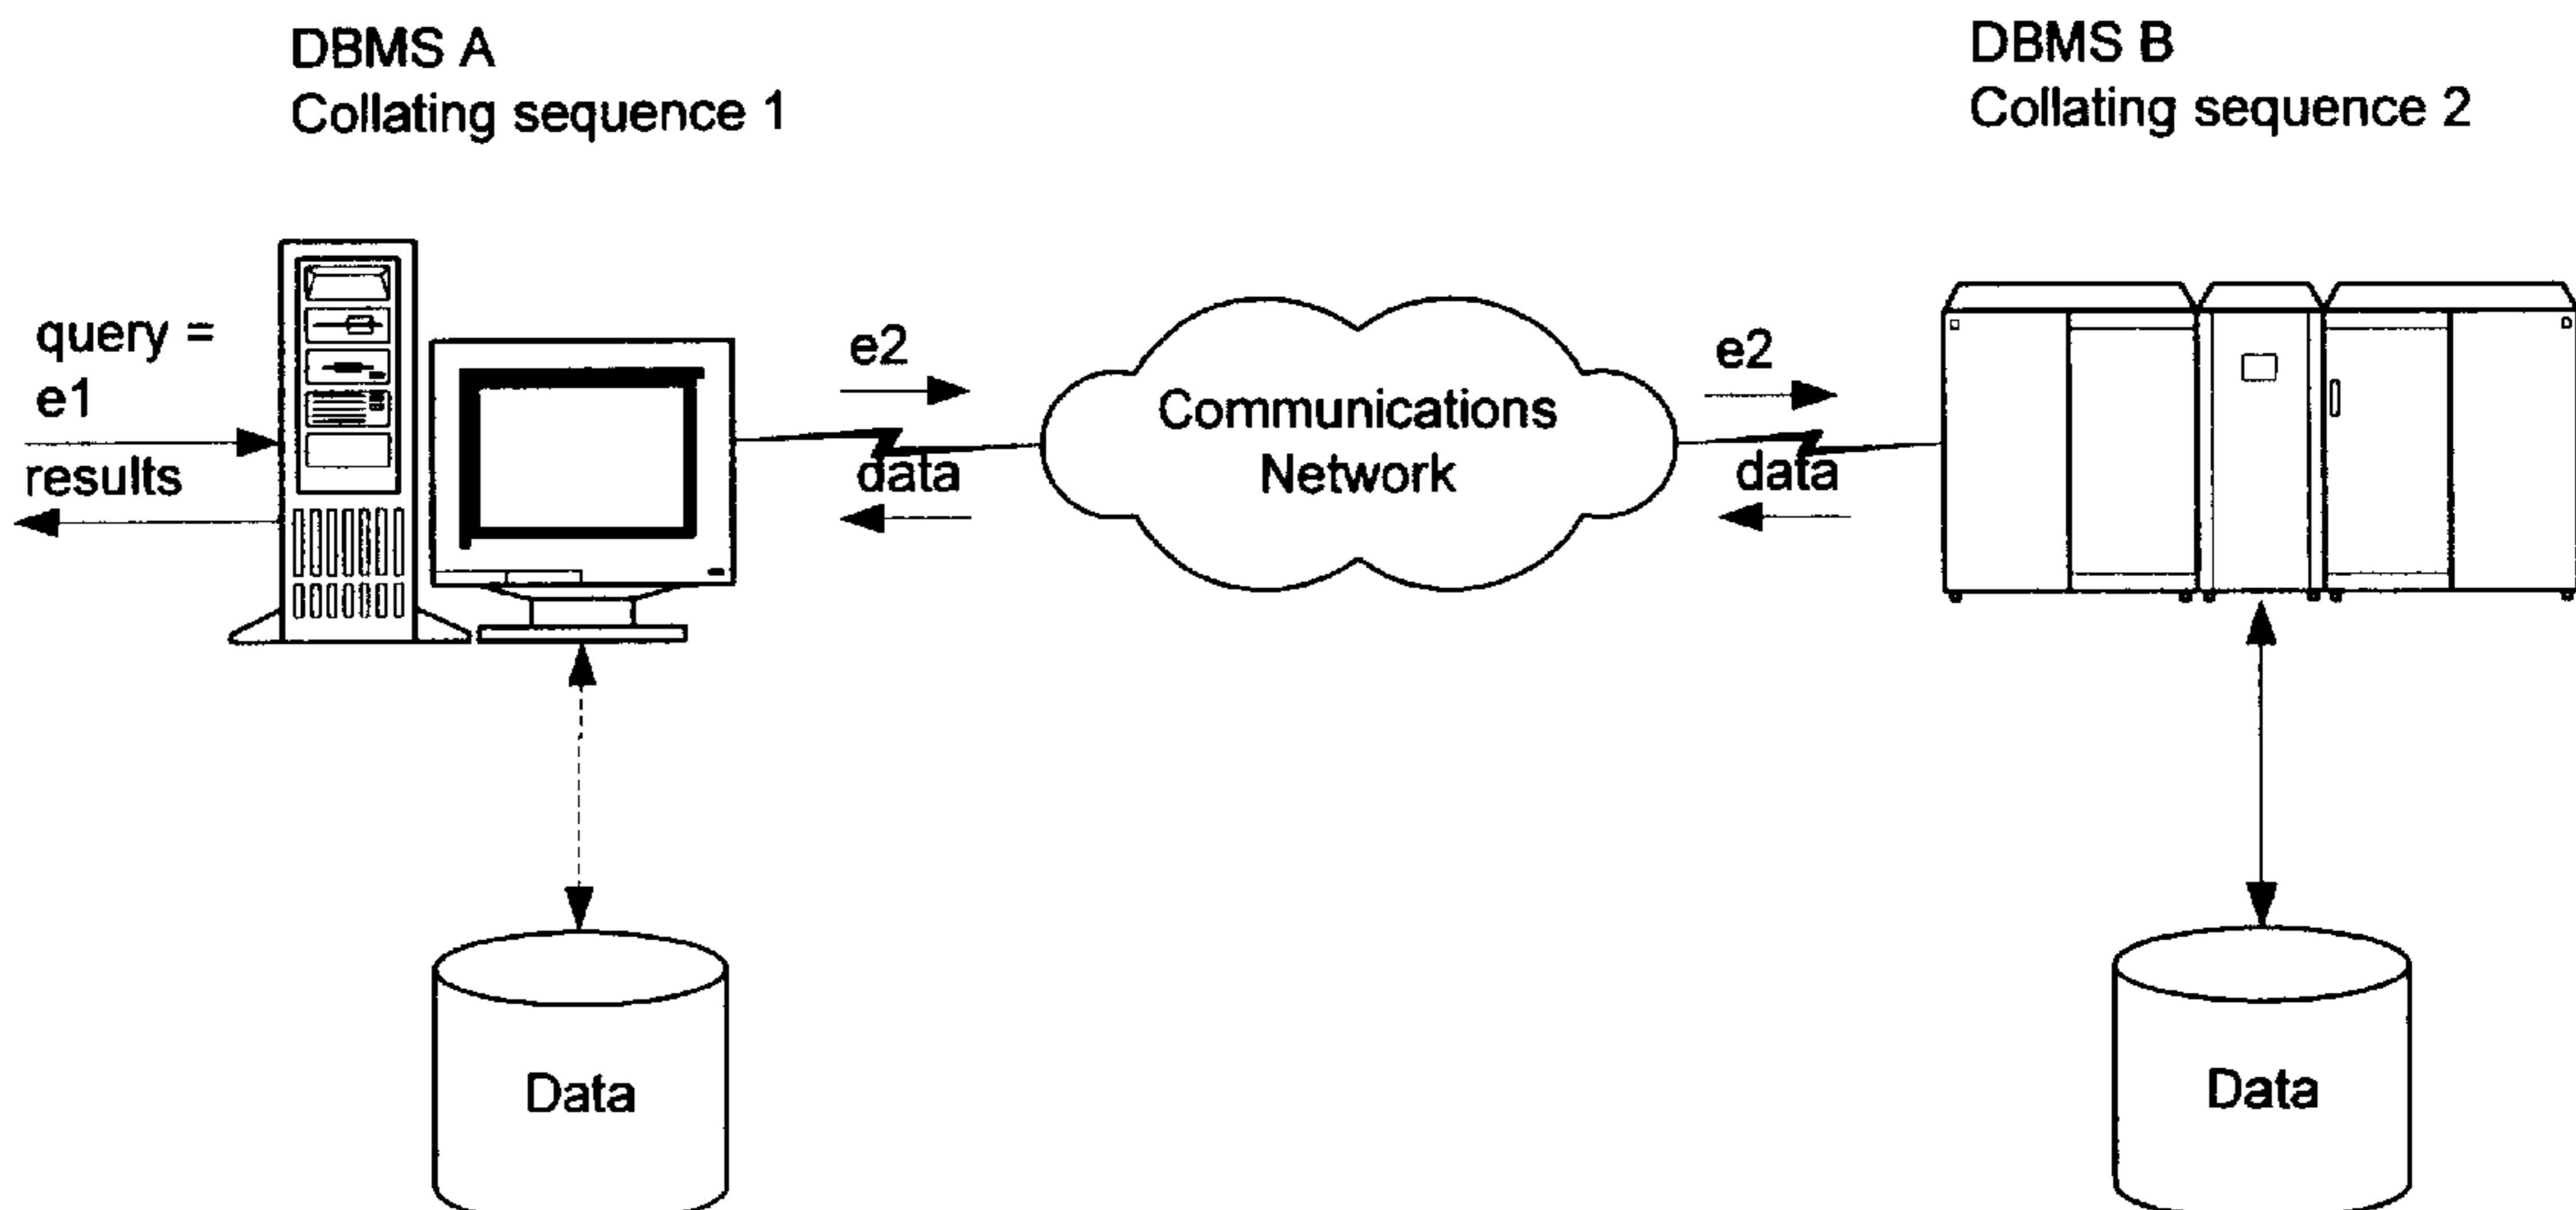 DBMS A
Collating sequence 1
DBMS B
Collating sequence 2
query =
e1
results
e2
data
Communications
Network
e2
data
Data
Data